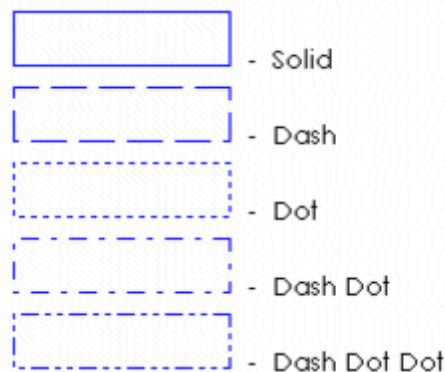 - Solid
- Dash
- Dot
- Dash Dot
- Dash Dot Dot